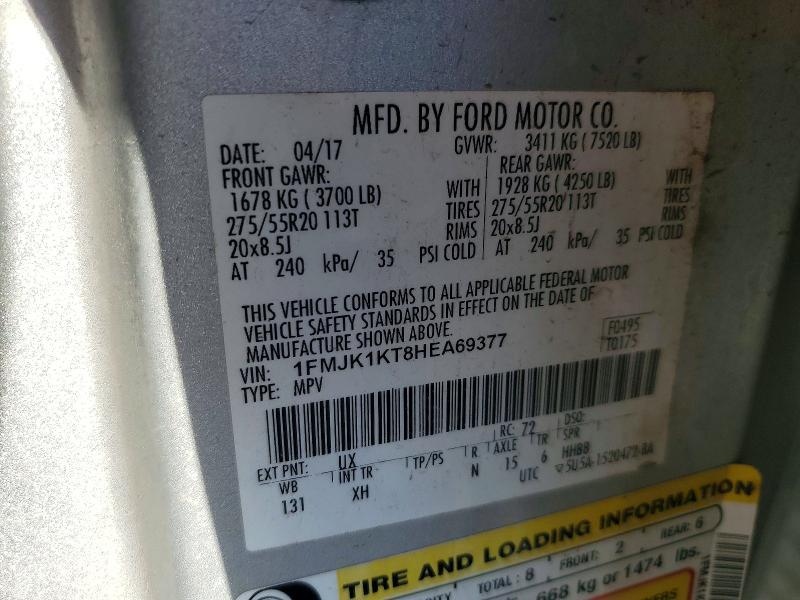 MFD. BY FORD MOTOR CO.
DATE: 04/17 GVWR: 3411 KG ( 7520 LB)
FRONT GAWR: REAR GAWR:
1678 KG ( 3700 LB) WITH 1928 KG ( 4250 LB) WITH
275/55R20 113T TIRES 275/55R20 113T TIRES
20x8.5J RIMS 20x8.5J RIMS
AT 240 kPa/ 35 PSI COLD AT 240 kPa/ 35 PSI COLD
THIS VEHICLE CONFORMS TO ALL APPLICABLE FEDERAL MOTOR
VEHICLE SAFETY STANDARDS IN EFFECT ON THE DATE OF
MANUFACTURE SHOWN ABOVE.
VIN: 1FMJK1KT8HEA69377 F0495
TYPE: MPV T0175
RC: 72 DSO:
EXT PNT: UX
WB INT TR TP/PS R AXLE TR SPR
131 XH N 15 6 HHBB
UTC 5U5A-1520472-BA
TIRE AND LOADING INFORMATION
TOTAL : 8 FRONT: 2 REAR: 6
668 kg or 1474 lbs.